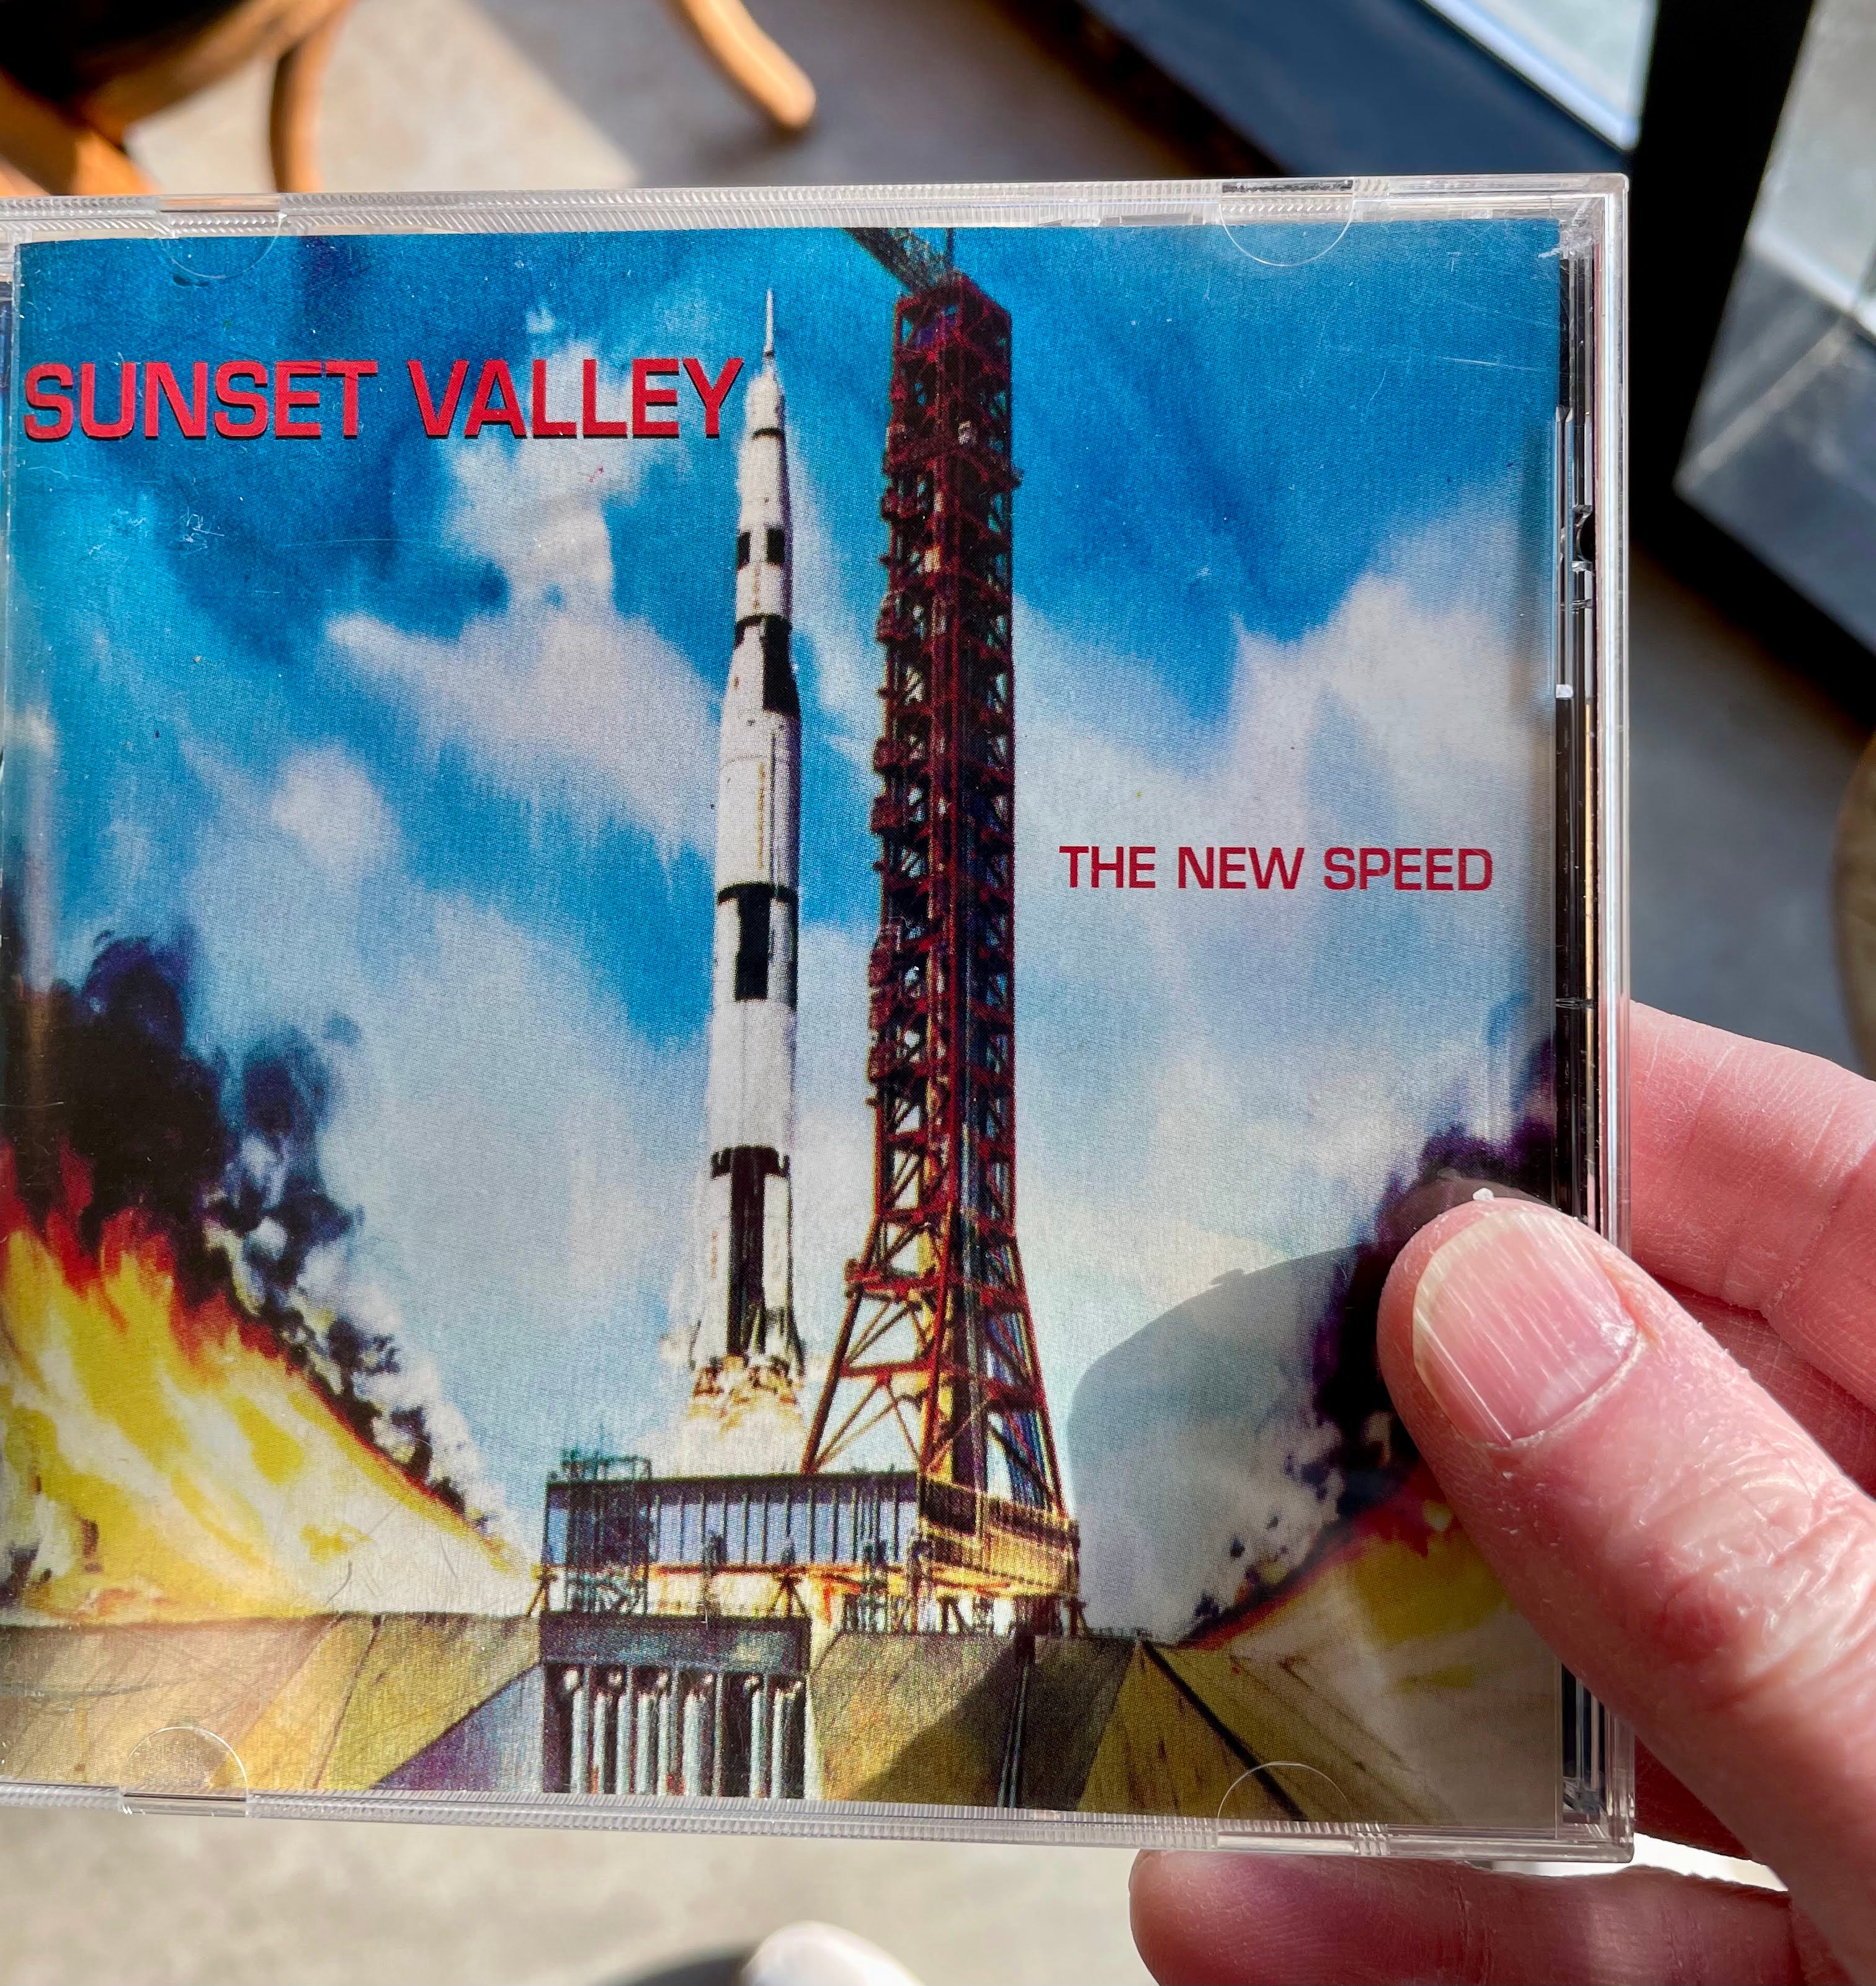 SUNSET VALLEY
THE NEW SPEED